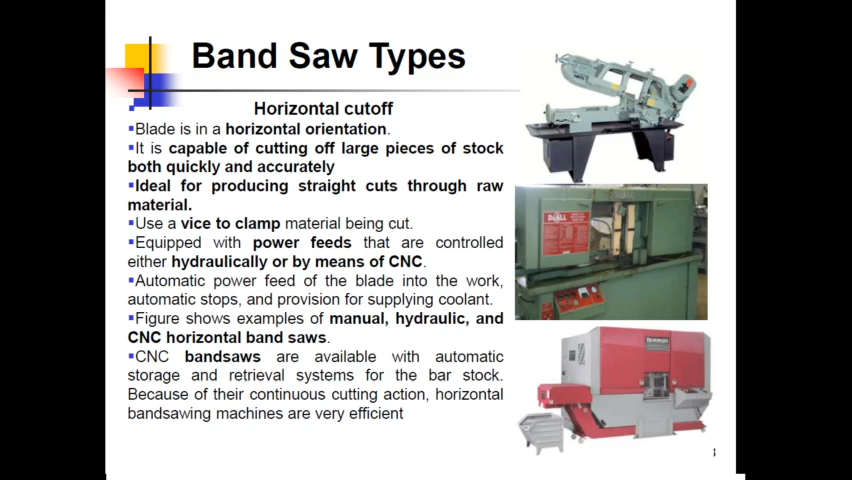 Band Saw Types
Horizontal cutoff
▪Blade is in a horizontal orientation.
▪It is capable of cutting off large pieces of stock
both quickly and accurately
▪Ideal for producing straight cuts through raw
material.
▪Use a vice to clamp material being cut.
▪Equipped with power feeds that are controlled
either hydraulically or by means of CNC.
▪Automatic power feed of the blade into the work,
automatic stops, and provision for supplying coolant.
▪Figure shows examples of manual, hydraulic, and
CNC horizontal band saws.
▪CNC bandsaws are available with automatic
storage and retrieval systems for the bar stock.
Because of their continuous cutting action, horizontal
bandsawing machines are very efficient
DoALL